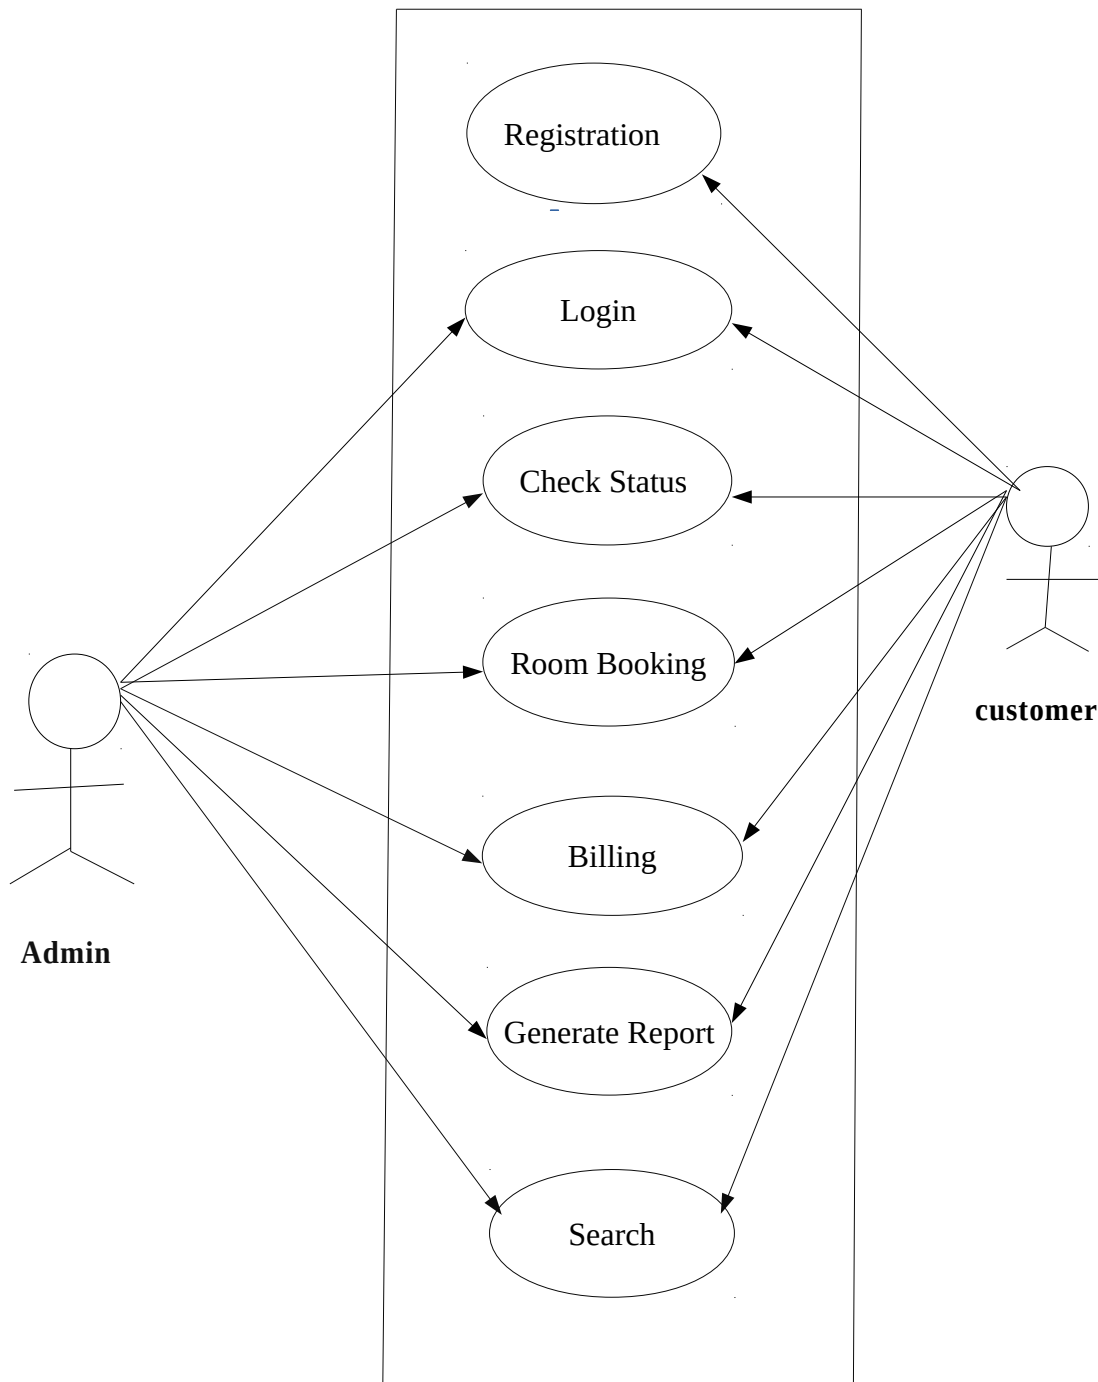 Registration
Login
Check Status
Room Booking
customer
Billing
Admin
Generate Report
Search